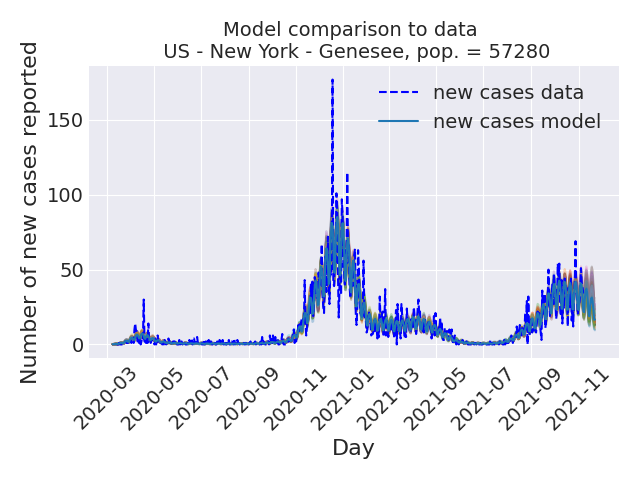 Model comparison to data
US - New York - Genesee, pop. = 57280
new cases data
new cases model
Number of new cases reported
150
100
50
0
2020-03
2020-05
2020-07
2020-09
2020-11
2021-01
2021-03
2021-05
2021-07
2021-09
2021-11
Day